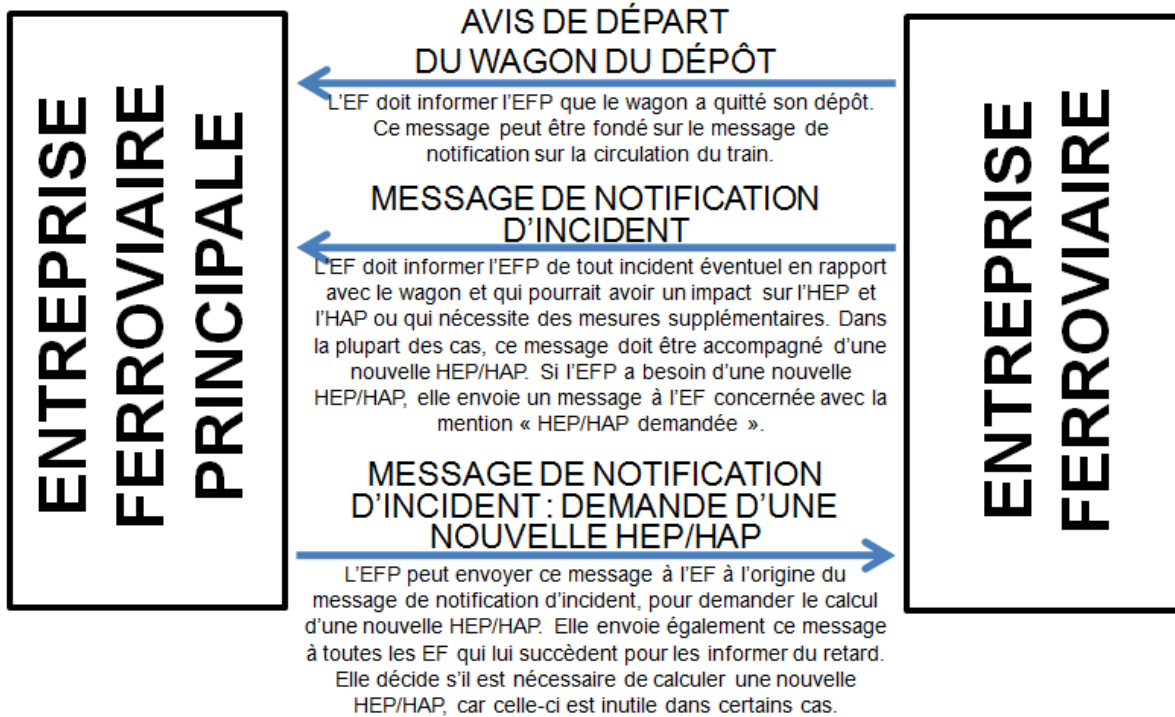 ENTREPRISE
FERROVIAIRE
PRINCIPALE
AVIS DE DÉPART
DU WAGON DU DÉPÔT
L'EF doit informer l'EFP que le wagon a quitté son dépôt.
Ce message peut être fondé sur le message de
notification sur la circulation du train.
MESSAGE DE NOTIFICATION
D'INCIDENT
L'EF doit informer l'EFP de tout incident éventuel en rapport
avec le wagon et qui pourrait avoir un impact sur l'HEP et
l'HAP ou qui nécessite des mesures supplémentaires. Dans
la plupart des cas, ce message doit être accompagné d'une
nouvelle HEP/HAP. Si l'EFP a besoin d'une nouvelle
HEP/HAP, elle envoie un message à l'EF concernée avec la
mention « HEP/HAP demandée ».
MESSAGE DE NOTIFICATION
D'INCIDENT : DEMANDE D'UNE
NOUVELLE HEP/HAP
L'EFP peut envoyer ce message à l'EF à l'origine du
message de notification d'incident, pour demander le calcul
d'une nouvelle HEP/HAP. Elle envoie également ce message
à toutes les EF qui lui succèdent pour les informer du retard.
Elle décide s'il est nécessaire de calculer une nouvelle
HEP/HAP, car celle-ci est inutile dans certains cas.
ENTREPRISE
FERROVIAIRE